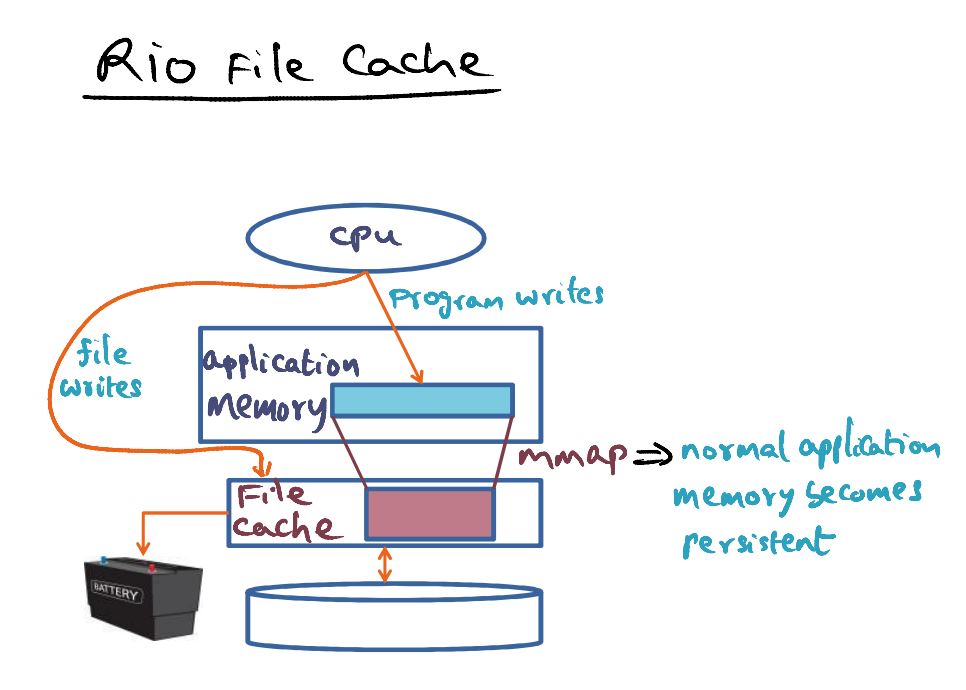 Rio File Cache
cpu
Program writes
file
writes
application
memory
mmap ⇒ normal application
memory becomes
persistent
File
cache
BATTERY